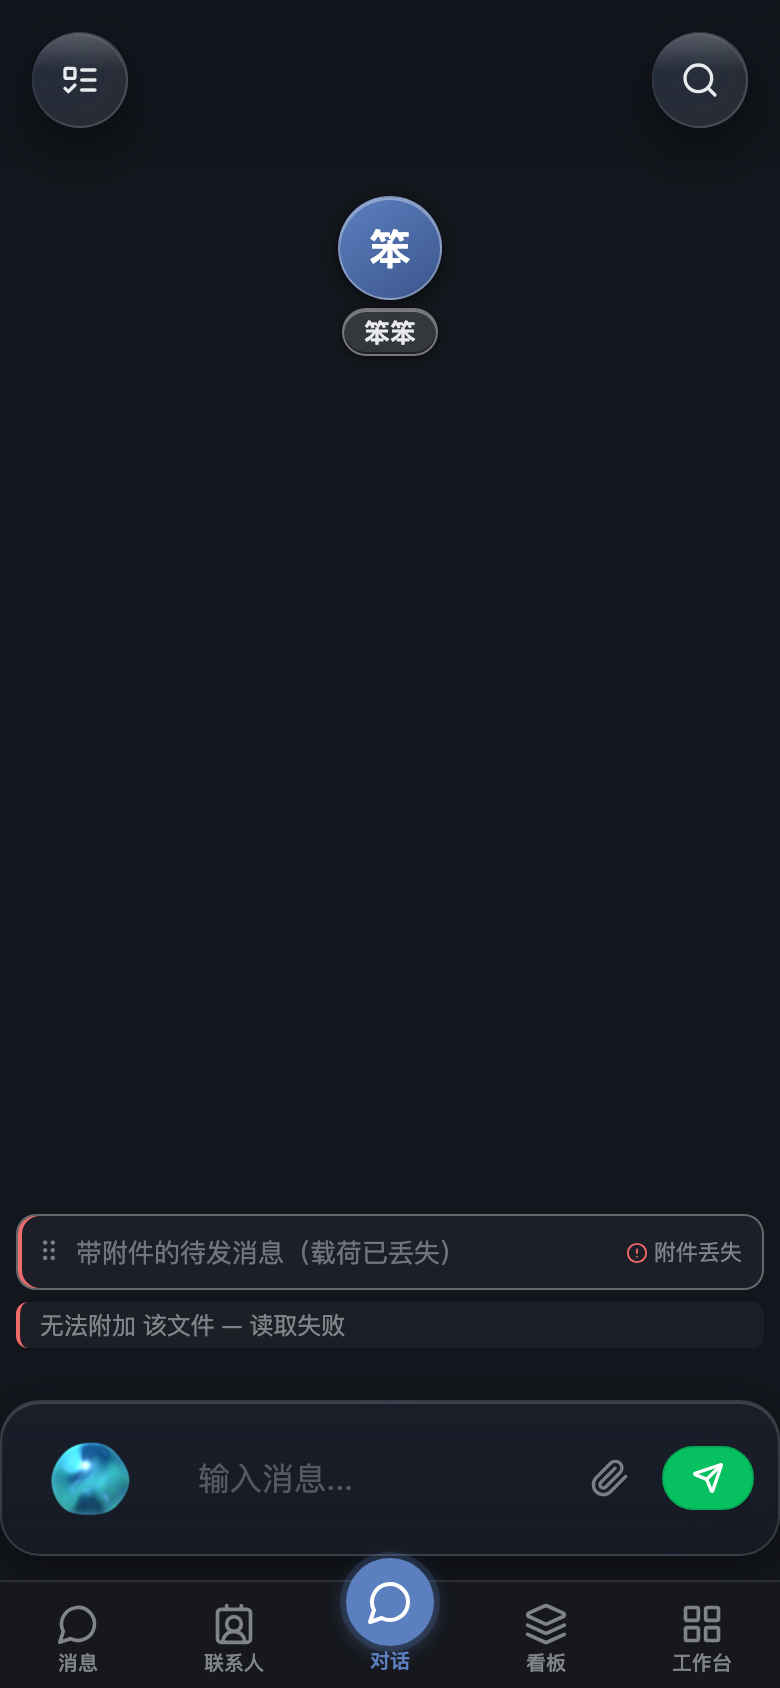 笨
笨笨
带附件的待发消息（载荷已丢失） 附件丢失
无法附加 该文件 — 读取失败
输入消息...
消息 联系人 对话 看板 工作台